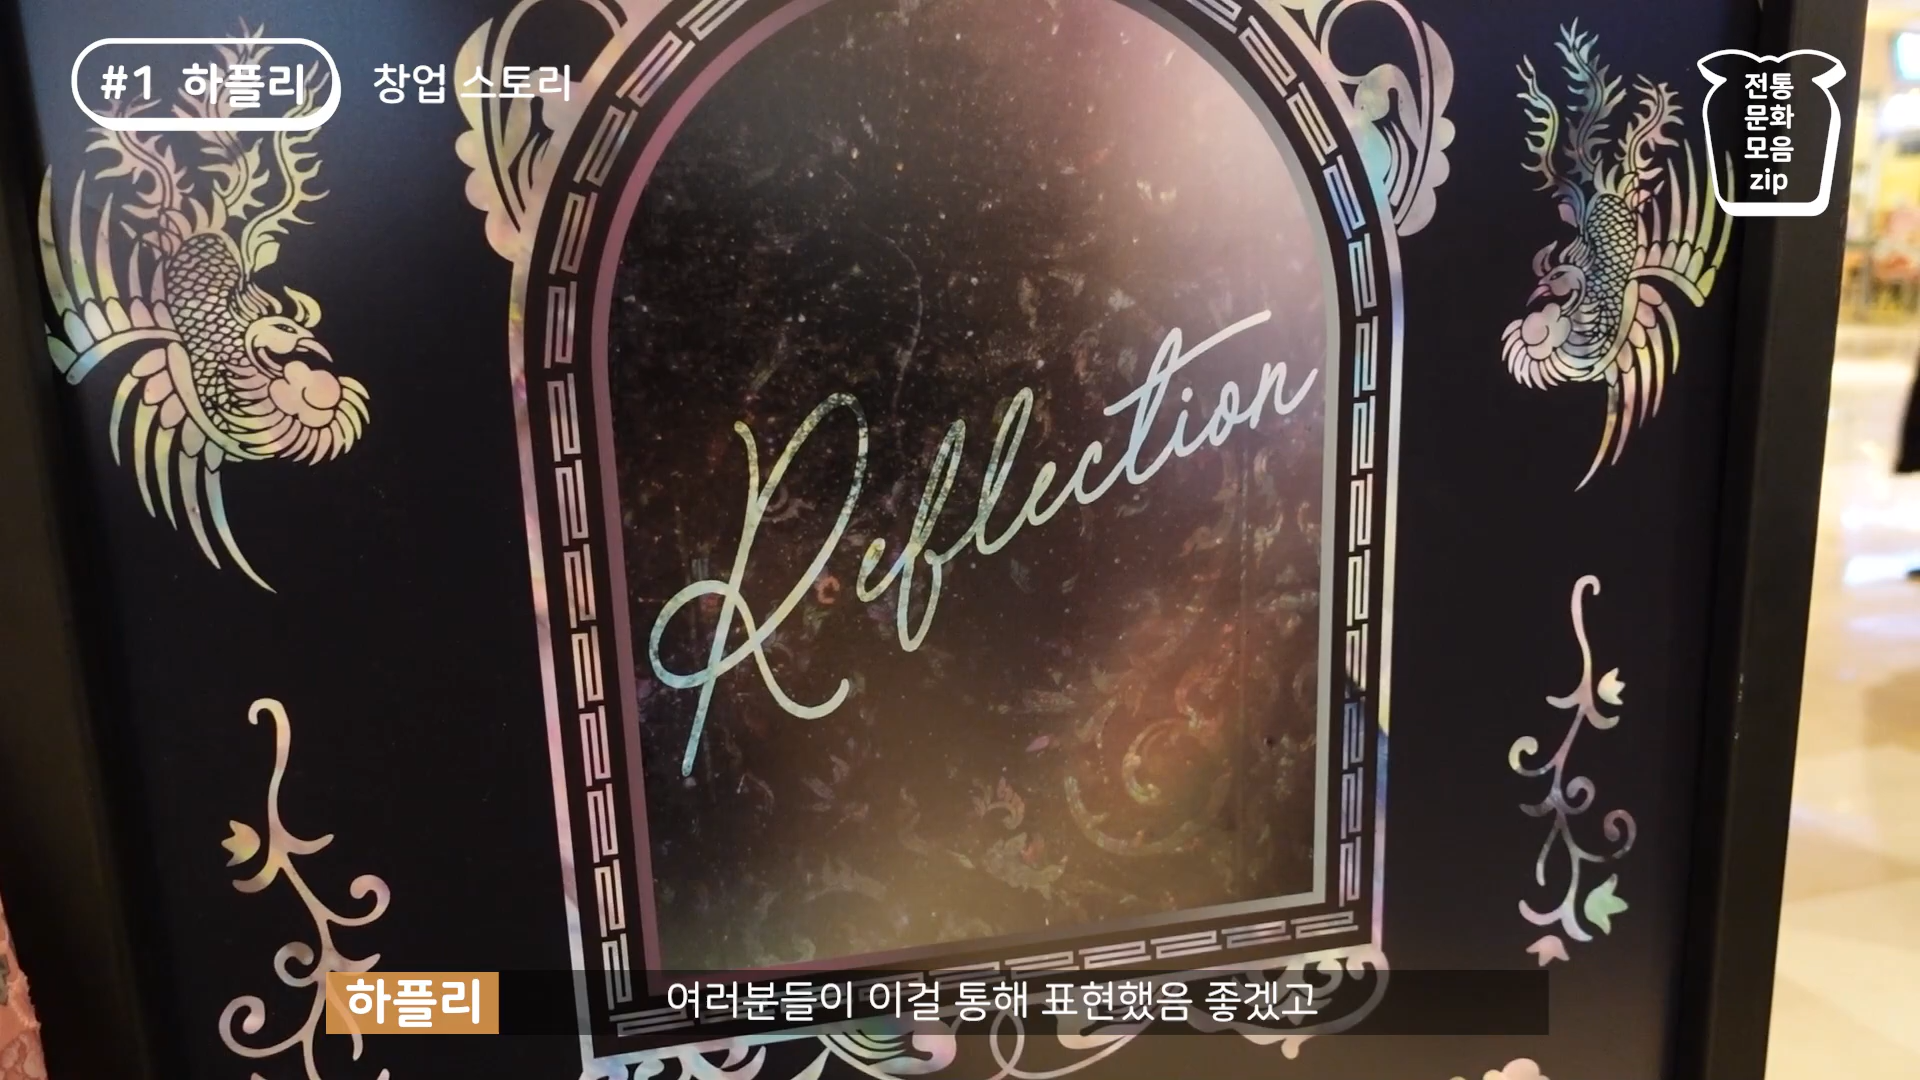 #1 하플리 창업 스토리
전통
문화
모음
zip
Reflection
하플리 여러분들이 이걸 통해 표현했음 좋겠고